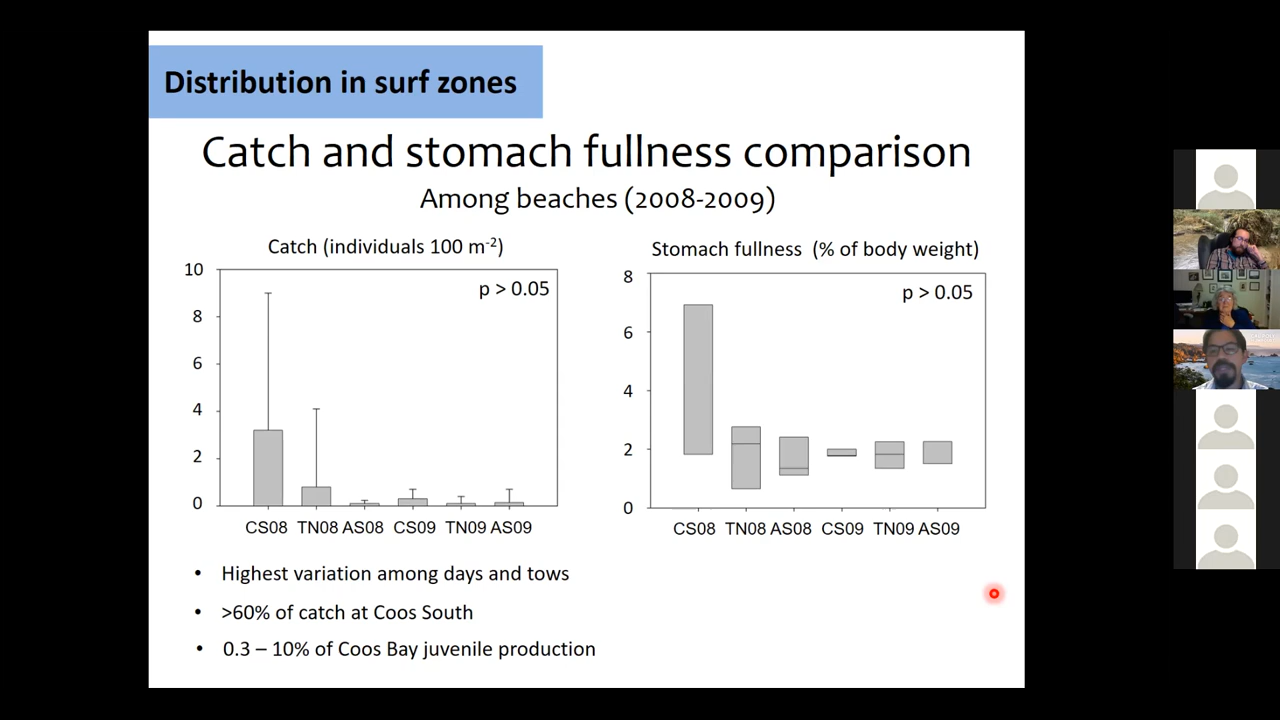 Distribution in surf zones
Catch and stomach fullness comparison
Among beaches (2008-2009)
Catch (individuals 100 m-2)
p > 0.05
10
8
6
4
2
0
CS08 TN08 AS08 CS09 TN09 AS09
Stomach fullness (% of body weight)
p > 0.05
8
6
4
2
0
CS08 TN08 AS08 CS09 TN09 AS09
• Highest variation among days and tows
• >60% of catch at Coos South
• 0.3 – 10% of Coos Bay juvenile production